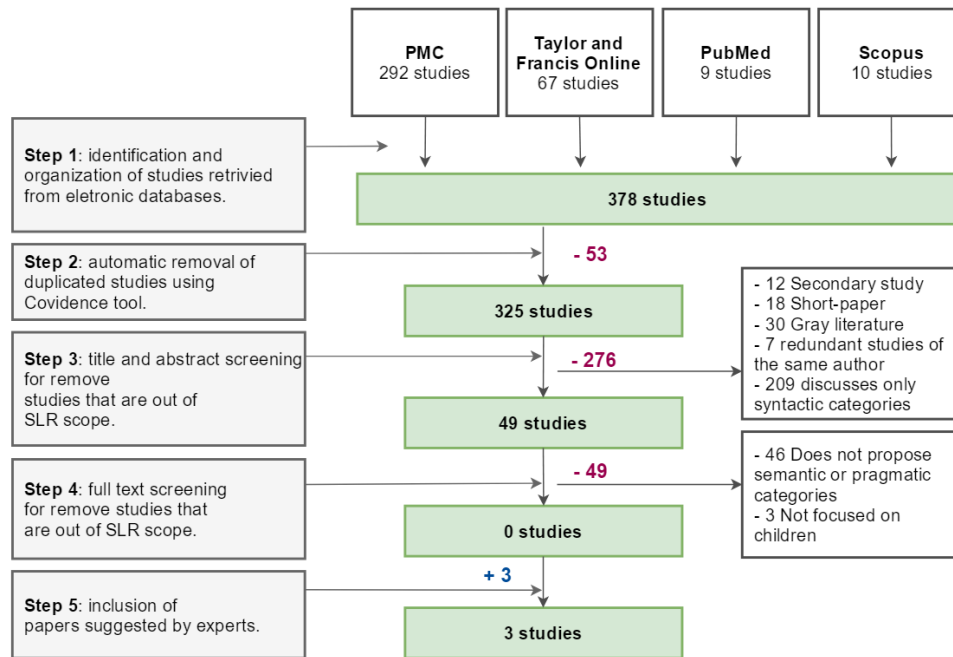 PMC
292 studies
Taylor and
Francis Online
67 studies
PubMed
9 studies
Scopus
10 studies
Step 1: identification and
organization of studies retrivied
from eletronic databases.
378 studies
Step 2: automatic removal of
duplicated studies using
Covidence tool.
- 53
325 studies
Step 3: title and abstract screening
for remove
studies that are out of
SLR scope.
- 276
- 12 Secondary study
- 18 Short-paper
- 30 Gray literature
- 7 redundant studies of
the same author
- 209 discusses only
syntactic categories
49 studies
Step 4: full text screening
for remove studies that
are out of SLR scope.
- 49
- 46 Does not propose
semantic or pragmatic
categories
- 3 Not focused on
children
0 studies
Step 5: inclusion of
papers suggested by experts.
+ 3
3 studies